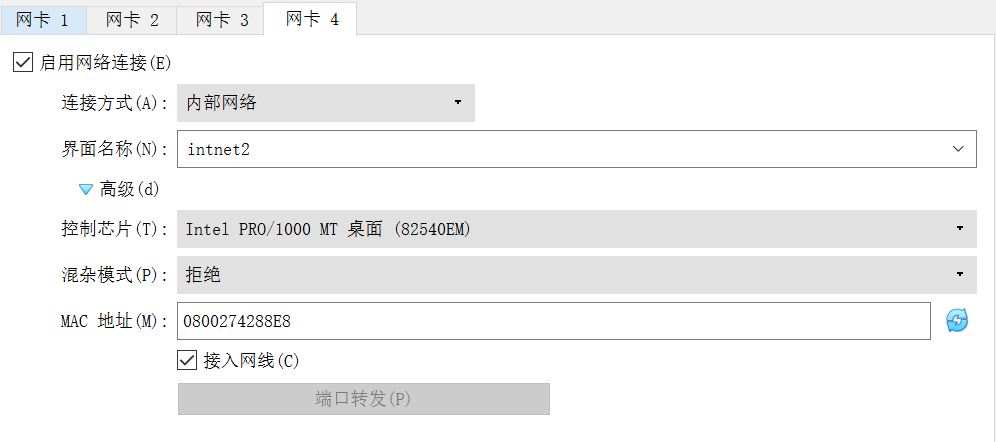 网卡 1 网卡 2 网卡 3 网卡 4
启用网络连接(E)
连接方式(A): 内部网络
界面名称(N): intnet2
高级(d)
控制芯片(T): Intel PRO/1000 MT 桌面 (82540EM)
混杂模式(P): 拒绝
MAC 地址(M): 0800274288E8
接入网线(C)
端口转发(P)